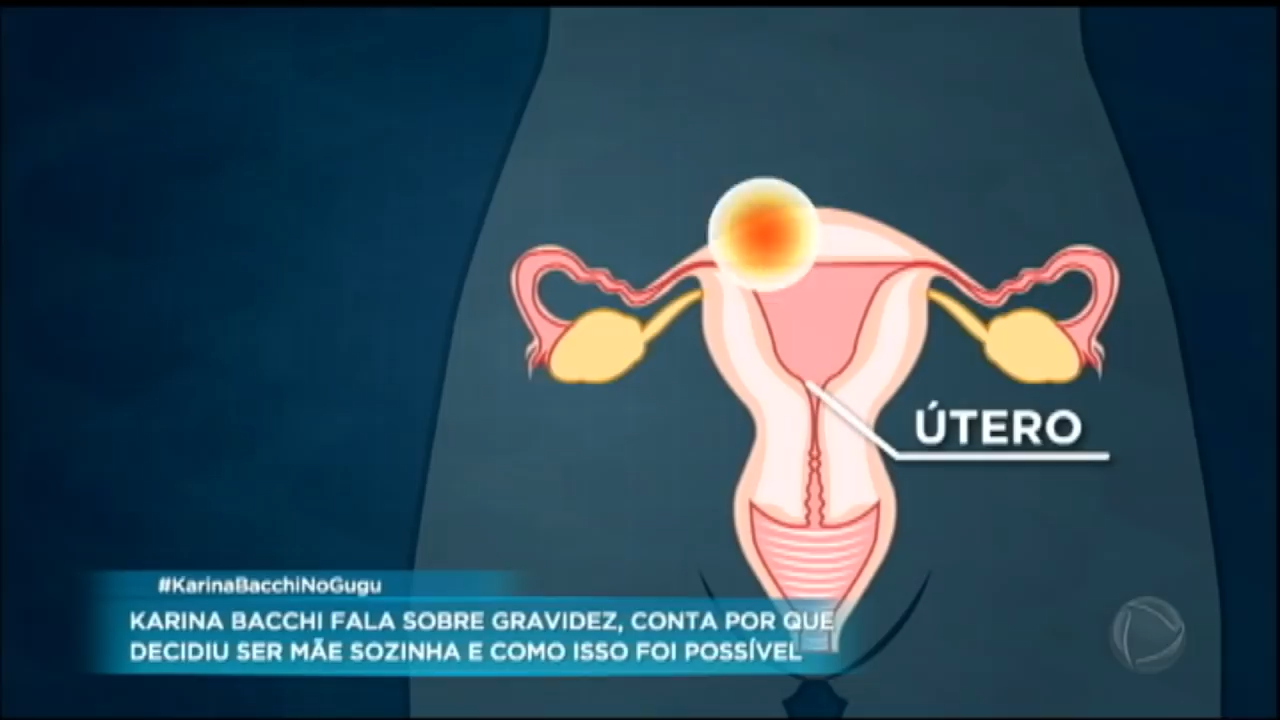 ÚTERO
#KarinaBacchiNoGugu
KARINA BACCHI FALA SOBRE GRAVIDEZ, CONTA POR QUE
DECIDIU SER MÃE SOZINHA E COMO ISSO FOI POSSÍVEL